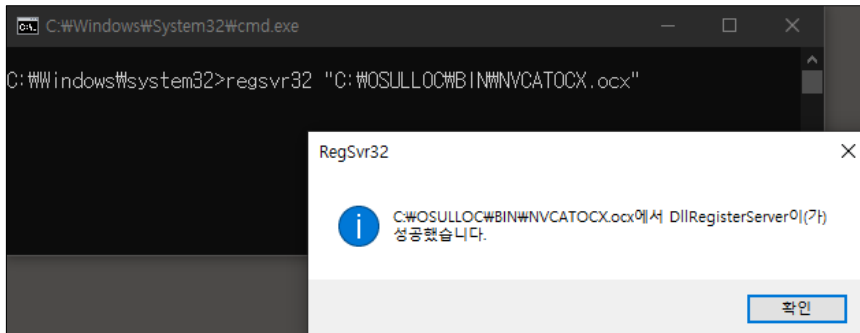 C:₩Windows₩System32₩cmd.exe
C:₩Windows₩system32>regsvr32 "C:₩OSULLOC₩BIN₩NVCATOCX.ocx"
RegSvr32
C:₩OSULLOC₩BIN₩NVCATOCX.ocx에서 DllRegisterServer이(가)
성공했습니다.
확인